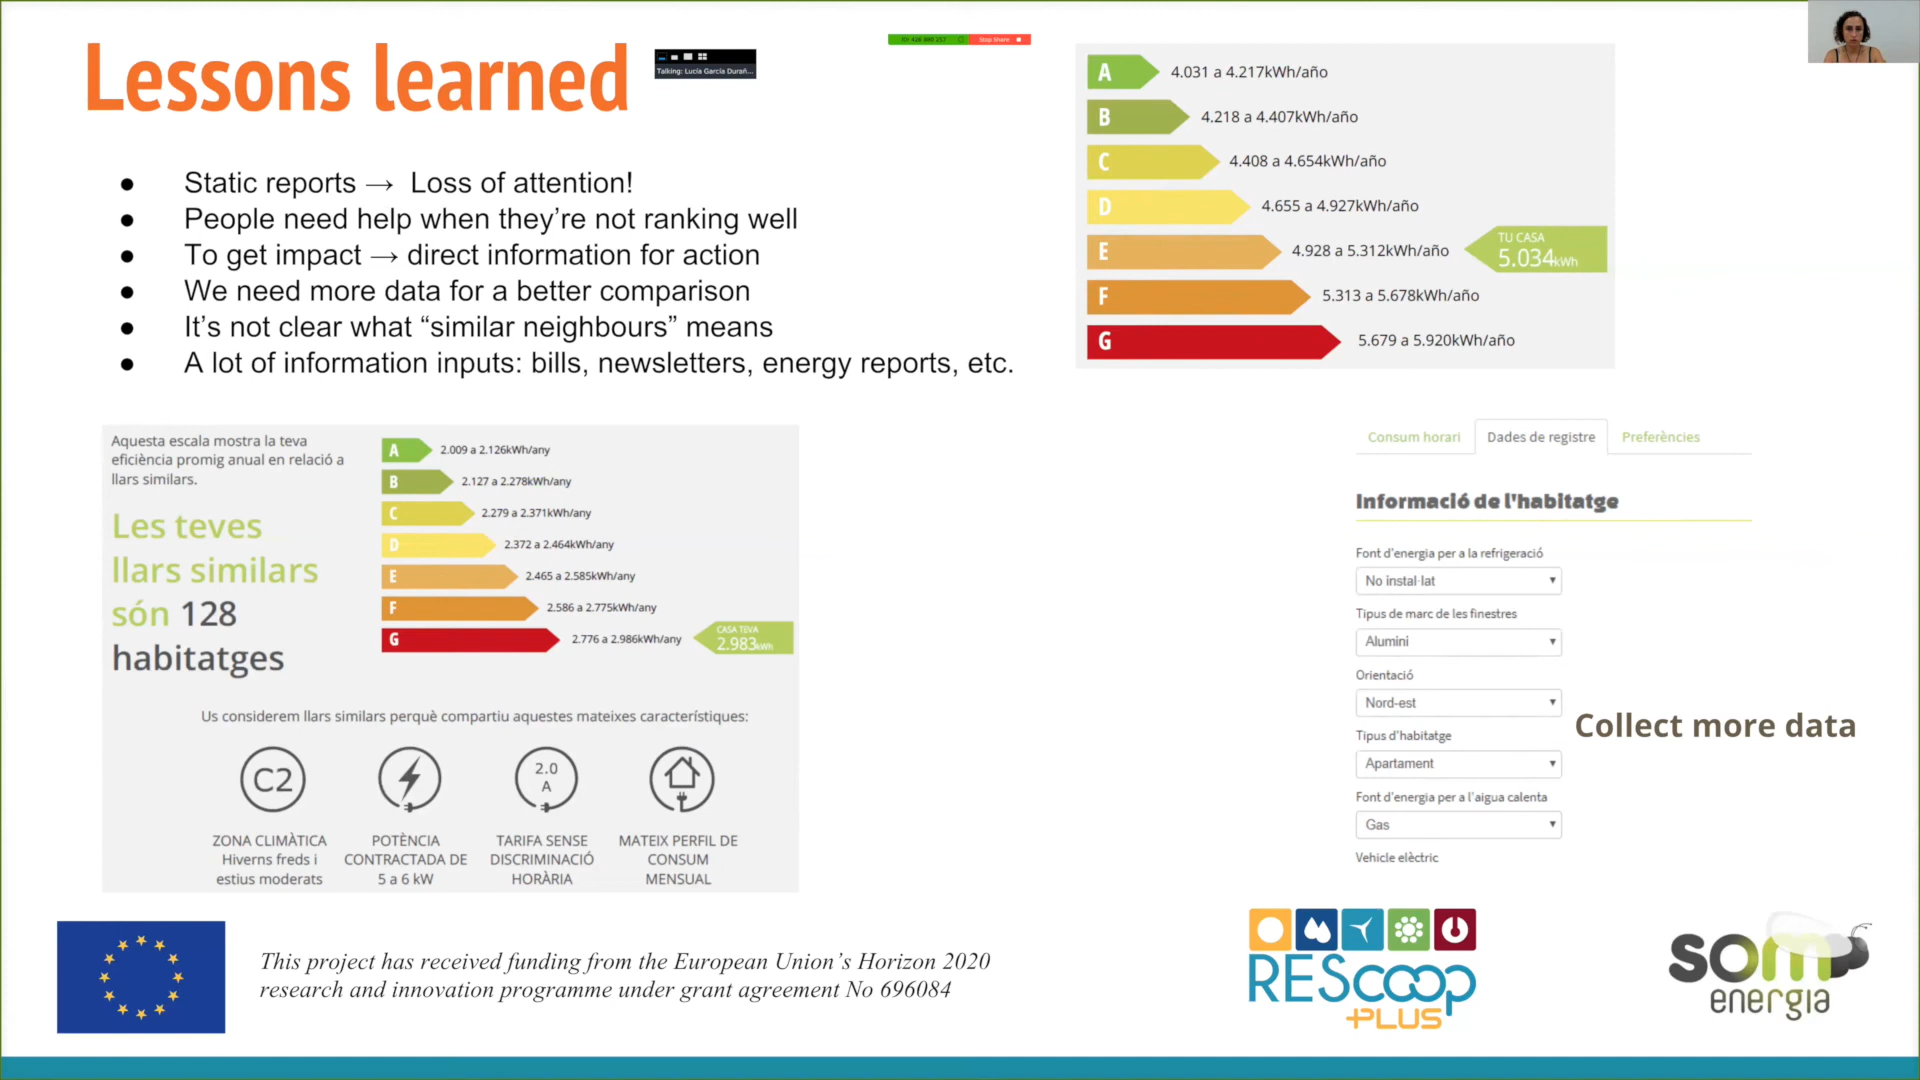 Lessons learned
Talking: Lucía García Durañ...
Stop Share
● Static reports → Loss of attention!
● People need help when they're not ranking well
● To get impact → direct information for action
● We need more data for a better comparison
● It's not clear what “similar neighbours” means
● A lot of information inputs: bills, newsletters, energy reports, etc.
A 4.031 a 4.217kWh/año
B 4.218 a 4.407kWh/año
C 4.408 a 4.654kWh/año
D 4.655 a 4.927kWh/año
E 4.928 a 5.312kWh/año
TU CASA
5.034kWh
F 5.313 a 5.678kWh/año
G 5.679 a 5.920kWh/año
Aquesta escala mostra la teva
eficiència promig anual en relació a
llars similars.
Les teves
llars similars
són 128
habitatges
A 2.009 a 2.126kWh/any
B 2.127 a 2.278kWh/any
C 2.279 a 2.371kWh/any
D 2.372 a 2.464kWh/any
E 2.465 a 2.585kWh/any
F 2.586 a 2.775kWh/any
G 2.776 a 2.986kWh/any
CASA TEVA
2.983kWh
Us considerem llars similars perquè compartiu aquestes mateixes característiques:
C2
2.0
A
ZONA CLIMÀTICA
Hiverns freds i
estius moderats
POTÈNCIA
CONTRACTADA DE
5 a 6 kW
TARIFA SENSE
DISCRIMINACIÓ
HORÀRIA
MATEIX PERFIL DE
CONSUM
MENSUAL
Consum horari Dades de registre Preferències
Informació de l'habitatge
Font d'energia per a la refrigeració
No instal·lat
Tipus de marc de les finestres
Alumini
Orientació
Nord-est
Tipus d'habitatge
Apartament
Font d'energia per a l'aigua calenta
Gas
Vehicle elèctric
Collect more data
This project has received funding from the European Union's Horizon 2020
research and innovation programme under grant agreement No 696084
REScoop
PLUS
som
energia